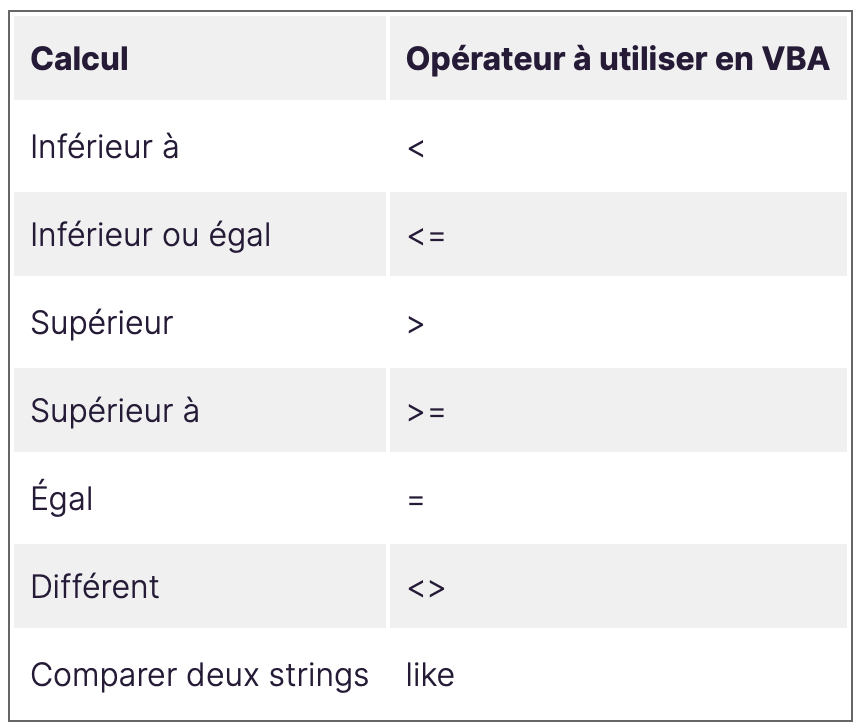 Calcul Opérateur à utiliser en VBA
Inférieur à <
Inférieur ou égal <=
Supérieur >
Supérieur à >=
Égal =
Différent <>
Comparer deux strings like